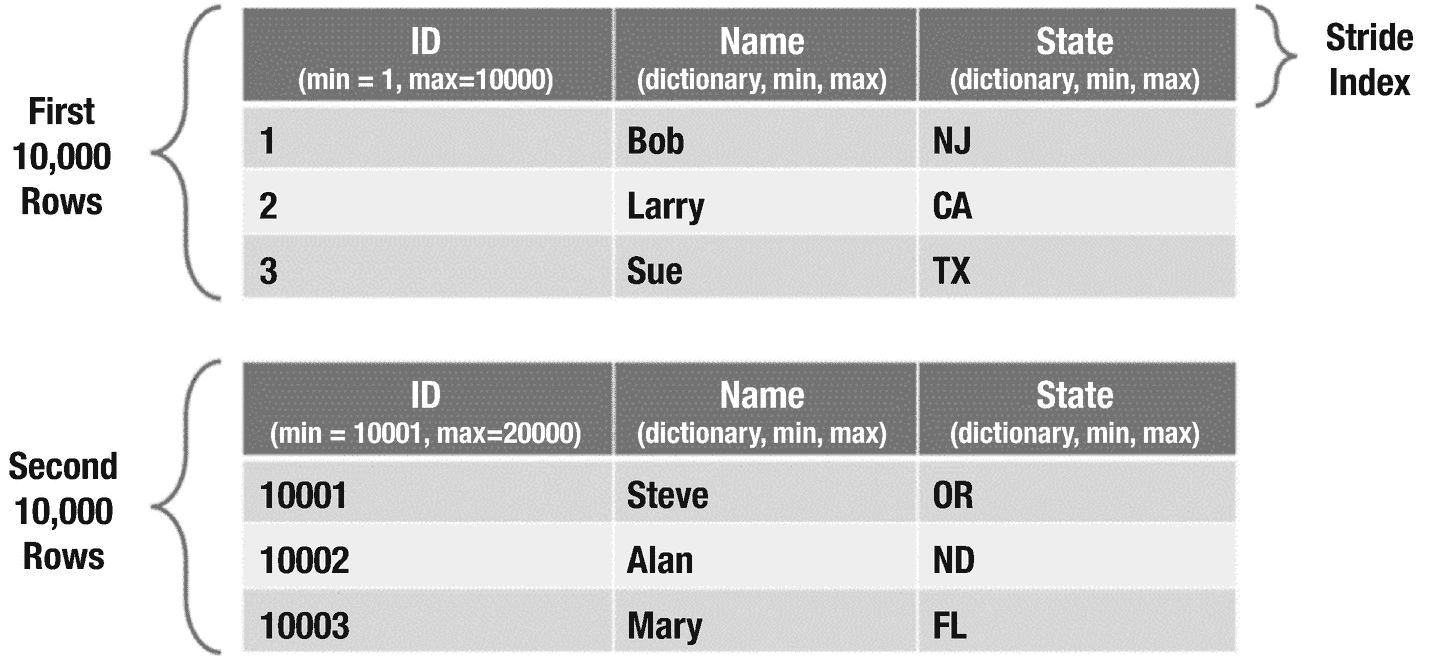 ID Name State
(min = 1, max=10000) (dictionary, min, max) (dictionary, min, max)
Stride
Index
First
10,000
Rows
1 Bob NJ
2 Larry CA
3 Sue TX
ID Name State
(min = 10001, max=20000) (dictionary, min, max) (dictionary, min, max)
Second
10,000
Rows
10001 Steve OR
10002 Alan ND
10003 Mary FL